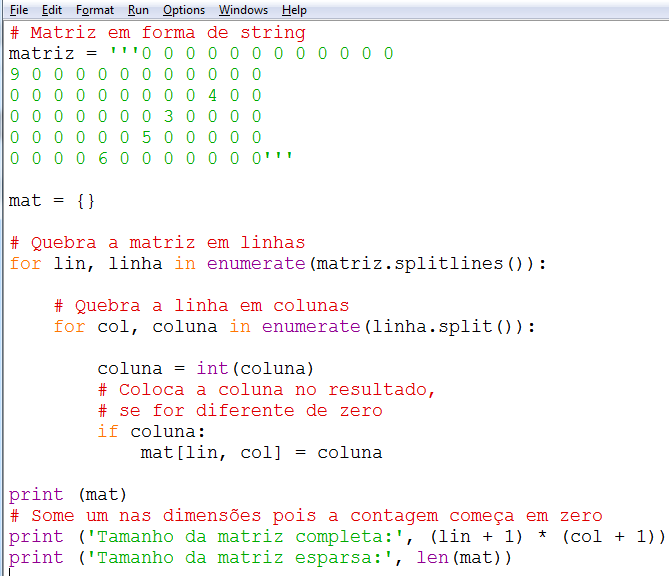 File Edit Format Run Options Windows Help
# Matriz em forma de string
matriz = '''0 0 0 0 0 0 0 0 0 0 0 0
9 0 0 0 0 0 0 0 0 0 0 0
0 0 0 0 0 0 0 0 0 4 0 0
0 0 0 0 0 0 0 3 0 0 0 0
0 0 0 0 0 0 5 0 0 0 0 0
0 0 0 0 6 0 0 0 0 0 0 0'''
mat = {}
# Quebra a matriz em linhas
for lin, linha in enumerate(matriz.splitlines()):
# Quebra a linha em colunas
for col, coluna in enumerate(linha.split()):
coluna = int(coluna)
# Coloca a coluna no resultado,
# se for diferente de zero
if coluna:
mat[lin, col] = coluna
print (mat)
# Some um nas dimensões pois a contagem começa em zero
print ('Tamanho da matriz completa:', (lin + 1) * (col + 1))
print ('Tamanho da matriz esparsa:', len(mat))